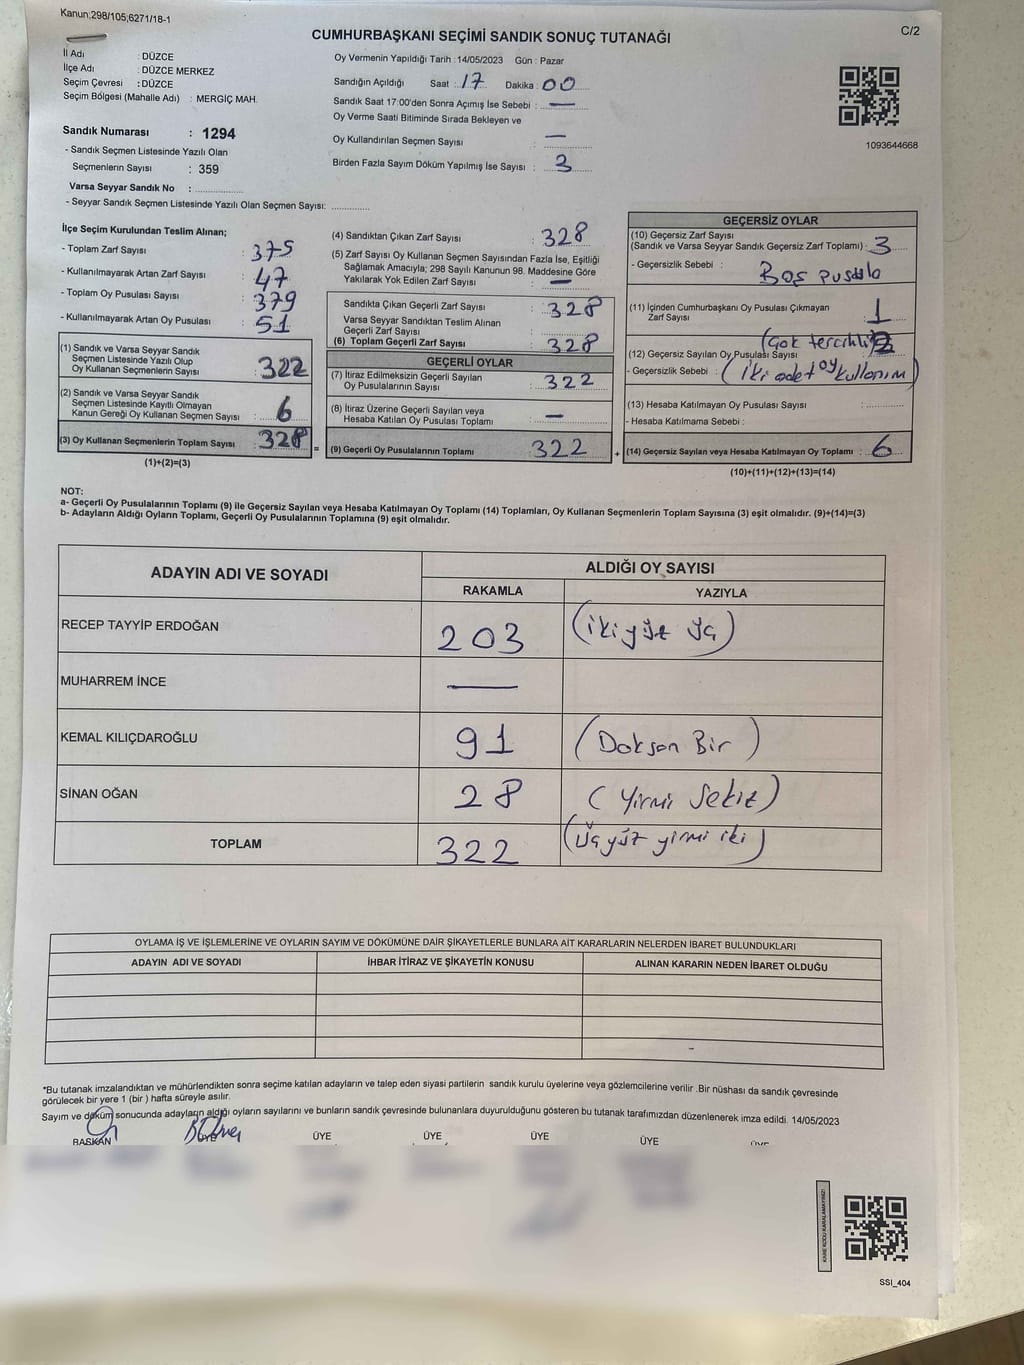 Kanun;298/105;6271/18-1
C/2
CUMHURBAŞKANI SEÇİMİ SANDIK SONUÇ TUTANAĞI
İl Adı : DÜZCE
İlçe Adı : DÜZCE MERKEZ
Seçim Çevresi : DÜZCE
Seçim Bölgesi (Mahalle Adı) : MERGİÇ MAH.
Sandık Numarası : 1294
- Sandık Seçmen Listesinde Yazılı Olan
Seçmenlerin Sayısı : 359
Varsa Seyyar Sandık No :
- Seyyar Sandık Seçmen Listesinde Yazılı Olan Seçmen Sayısı:
Oy Vermenin Yapıldığı Tarih : 14/05/2023 Gün : Pazar
Sandığın Açıldığı Saat : 17 Dakika : 00
Sandık Saat 17:00'den Sonra Açımış İse Sebebi : —
Oy Verme Saati Bitiminde Sırada Bekleyen ve
Oy Kullandırılan Seçmen Sayısı : —
Birden Fazla Sayım Döküm Yapılmış İse Sayısı : 3
1093644668
İlçe Seçim Kurulundan Teslim Alınan;
- Toplam Zarf Sayısı : 375
- Kullanılmayarak Artan Zarf Sayısı : 47
- Toplam Oy Pusulası Sayısı : 379
- Kullanılmayarak Artan Oy Pusulası : 51
(1) Sandık ve Varsa Seyyar Sandık
Seçmen Listesinde Yazılı Olup
Oy Kullanan Seçmenlerin Sayısı : 322
(2) Sandık ve Varsa Seyyar Sandık
Seçmen Listesinde Kayıtlı Olmayan
Kanun Gereği Oy Kullanan Seçmen Sayısı : 6
(3) Oy Kullanan Seçmenlerin Toplam Sayısı : 328
(1)+(2)=(3)
=
(4) Sandıktan Çıkan Zarf Sayısı : 328
(5) Zarf Sayısı Oy Kullanan Seçmen Sayısından Fazla İse, Eşitliği
Sağlamak Amacıyla; 298 Sayılı Kanunun 98. Maddesine Göre
Yakılarak Yok Edilen Zarf Sayısı : —
Sandıkta Çıkan Geçerli Zarf Sayısı : 328
Varsa Seyyar Sandıktan Teslim Alınan
Geçerli Zarf Sayısı :
(6) Toplam Geçerli Zarf Sayısı : 328
GEÇERLİ OYLAR
(7) İtiraz Edilmeksizin Geçerli Sayılan
Oy Pusulalarının Sayısı : 322
(8) İtiraz Üzerine Geçerli Sayılan veya
Hesaba Katılan Oy Pusulası Toplamı : —
(9) Geçerli Oy Pusulalarının Toplamı : 322
+
GEÇERSİZ OYLAR
(10) Geçersiz Zarf Sayısı
(Sandık ve Varsa Seyyar Sandık Geçersiz Zarf Toplamı) : 3
- Geçersizlik Sebebi : Boş pusula
(11) İçinden Cumhurbaşkanı Oy Pusulası Çıkmayan
Zarf Sayısı : 1
(Çok tercihli)
(12) Geçersiz Sayılan Oy Pusulası Sayısı : 2
- Geçersizlik Sebebi : (İki adet oy kullanım)
(13) Hesaba Katılmayan Oy Pusulası Sayısı :
- Hesaba Katılmama Sebebi :
(14) Geçersiz Sayılan veya Hesaba Katılmayan Oy Toplamı : 6
(10)+(11)+(12)+(13)=(14)
NOT:
a- Geçerli Oy Pusulalarının Toplamı (9) ile Geçersiz Sayılan veya Hesaba Katılmayan Oy Toplamı (14) Toplamları, Oy Kullanan Seçmenlerin Toplam Sayısına (3) eşit olmalıdır. (9)+(14)=(3)
b- Adayların Aldığı Oyların Toplamı, Geçerli Oy Pusulalarının Toplamına (9) eşit olmalıdır.
ADAYIN ADI VE SOYADI ALDIĞI OY SAYISI
RAKAMLA YAZIYLA
RECEP TAYYİP ERDOĞAN 203 (İkiyüz Üç)
MUHARREM İNCE —
KEMAL KILIÇDAROĞLU 91 (Doksan Bir)
SİNAN OĞAN 28 (Yirmi Sekiz)
TOPLAM 322 (Üçyüz yirmi iki)
OYLAMA İŞ VE İŞLEMLERİNE VE OYLARIN SAYIM VE DÖKÜMÜNE DAİR ŞİKAYETLERLE BUNLARA AİT KARARLARIN NELERDEN İBARET BULUNDUKLARI
ADAYIN ADI VE SOYADI İHBAR İTİRAZ VE ŞİKAYETİN KONUSU ALINAN KARARIN NEDEN İBARET OLDUĞU
*Bu tutanak imzalandıktan ve mühürlendikten sonra seçime katılan adayların ve talep eden siyasi partilerin sandık kurulu üyelerine veya gözlemcilerine verilir .Bir nüshası da sandık çevresinde
görülecek bir yere 1 (bir ) hafta süreyle asılır.
Sayım ve döküm sonucunda adayların aldığı oyların sayılarını ve bunların sandık çevresinde bulunanlara duyurulduğunu gösteren bu tutanak tarafımızdan düzenlenerek imza edildi. 14/05/2023
BAŞKAN ÜYE ÜYE ÜYE ÜYE ÜYE ÜYE
KARE KODU KARALAMAYINIZ!
SSI_404